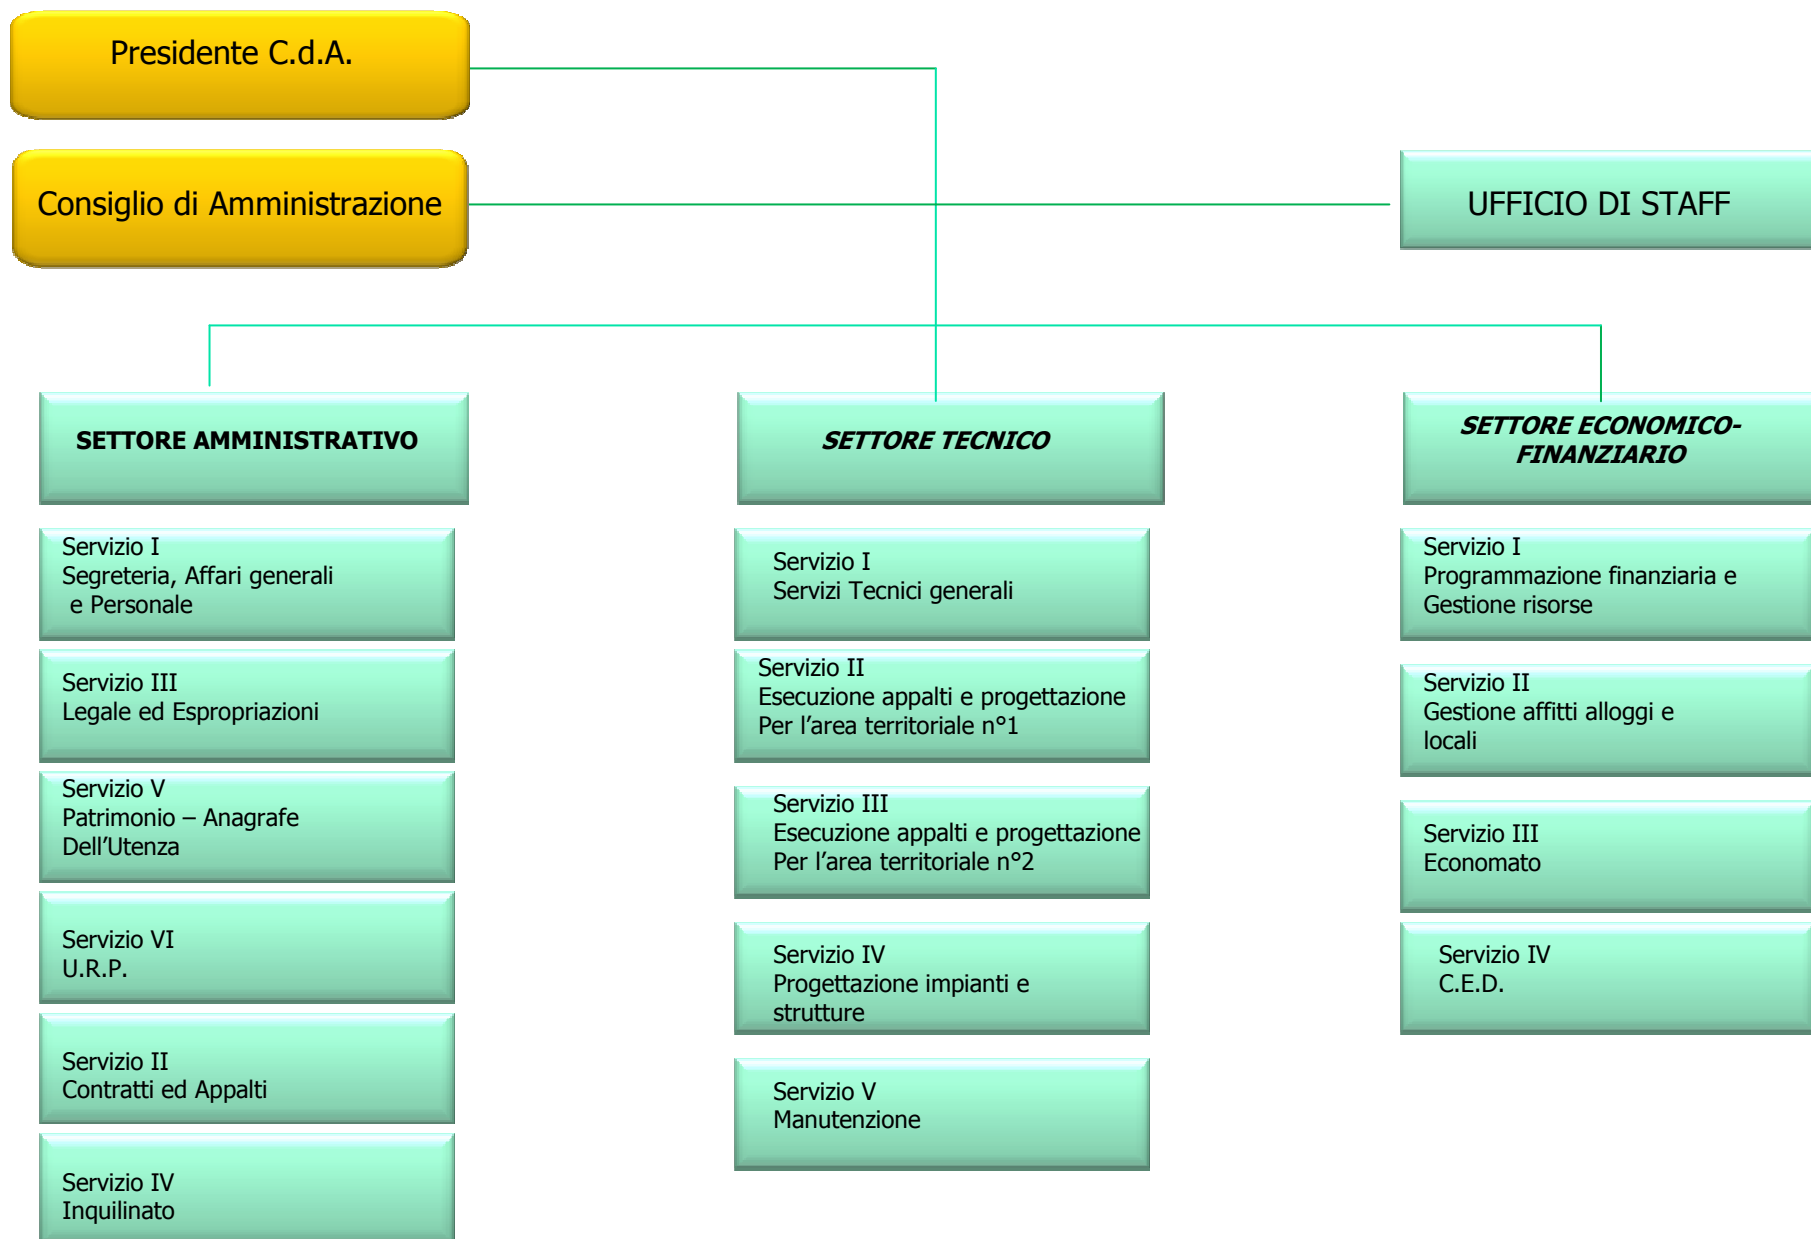 Presidente C.d.A.
Consiglio di Amministrazione
UFFICIO DI STAFF
SETTORE AMMINISTRATIVO
Servizio I
Segreteria, Affari generali
e Personale
Servizio III
Legale ed Espropriazioni
Servizio V
Patrimonio – Anagrafe
Dell’Utenza
Servizio VI
U.R.P.
Servizio II
Contratti ed Appalti
Servizio IV
Inquilinato
SETTORE TECNICO
Servizio I
Servizi Tecnici generali
Servizio II
Esecuzione appalti e progettazione
Per l’area territoriale n°1
Servizio III
Esecuzione appalti e progettazione
Per l’area territoriale n°2
Servizio IV
Progettazione impianti e
strutture
Servizio V
Manutenzione
SETTORE ECONOMICO-
FINANZIARIO
Servizio I
Programmazione finanziaria e
Gestione risorse
Servizio II
Gestione affitti alloggi e
locali
Servizio III
Economato
Servizio IV
C.E.D.